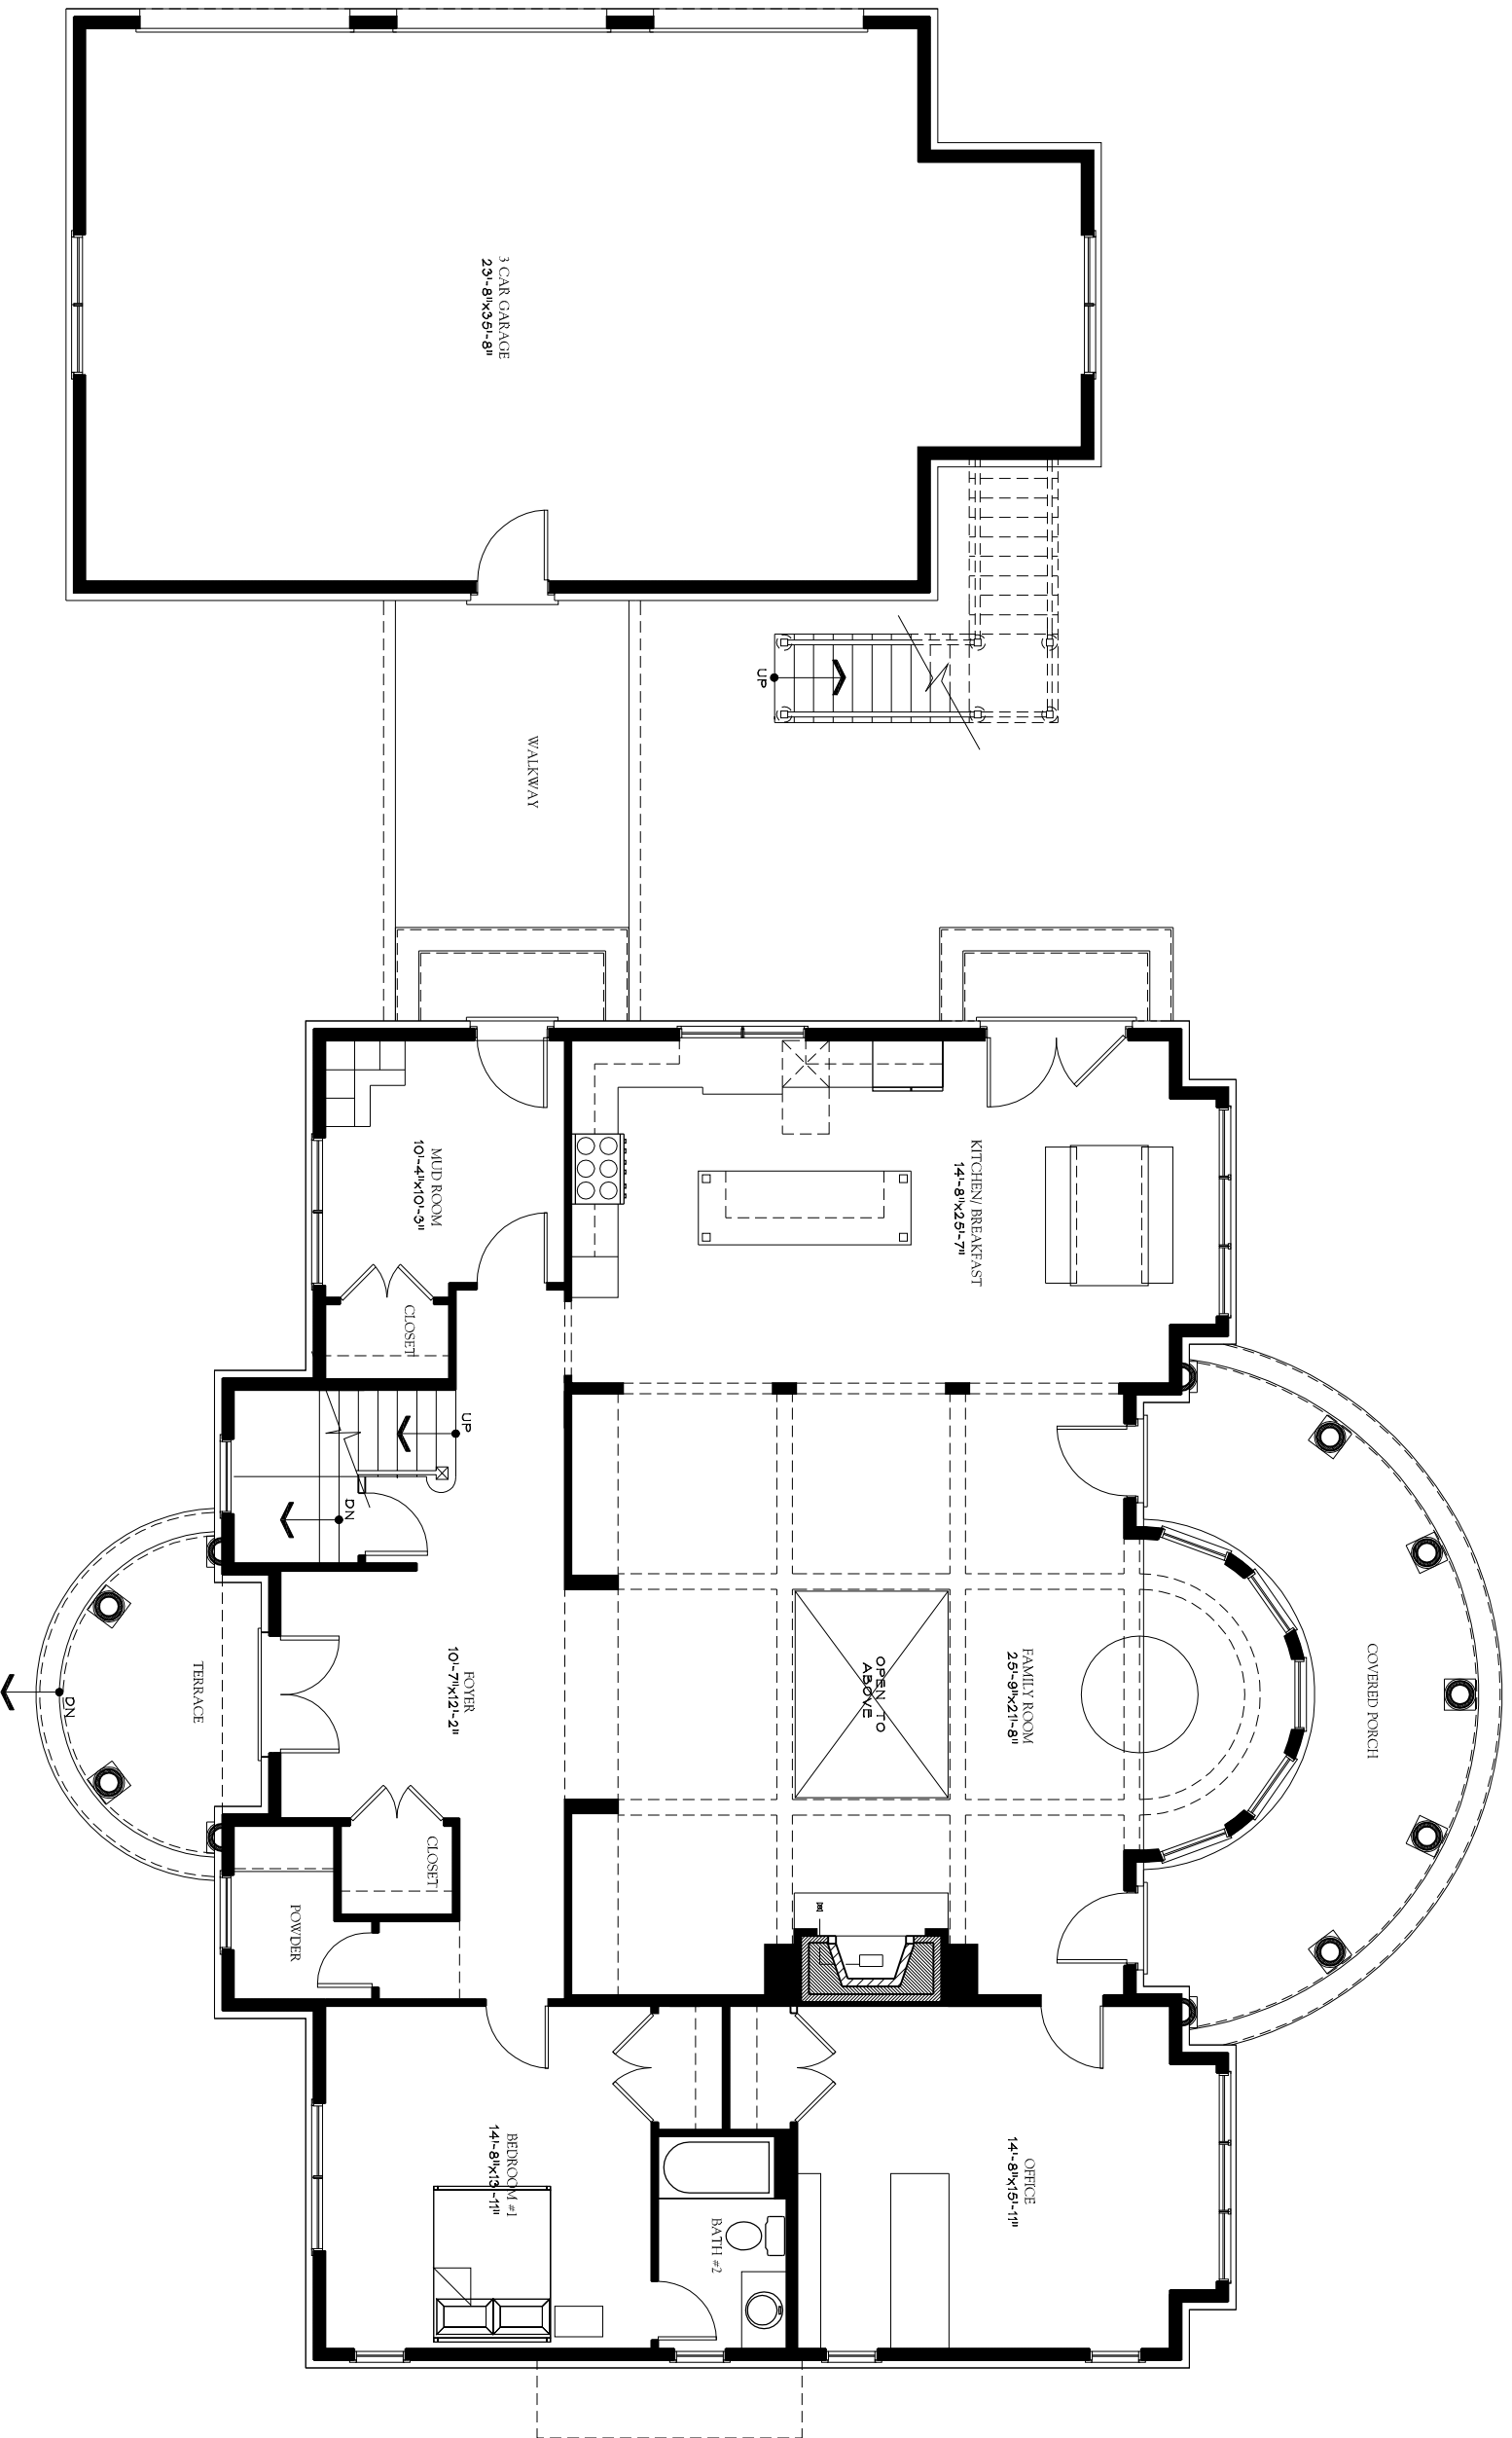 3 CAR GARAGE
23'-8"x35'-8"
UP
WALKWAY
KITCHEN/ BREAKFAST
14'-8"x25'-7"
MUD ROOM
10'-4"x10'-3"
CLOSET
UP
DN
COVERED PORCH
FAMILY ROOM
25'-9"x21'-8"
OPEN TO
ABOVE
FOYER
10'-7"x12'-2"
TERRACE
DN
CLOSET
POWDER
OFFICE
14'-8"x15'-11"
BEDROOM #1
14'-8"x13'-11"
BATH #2